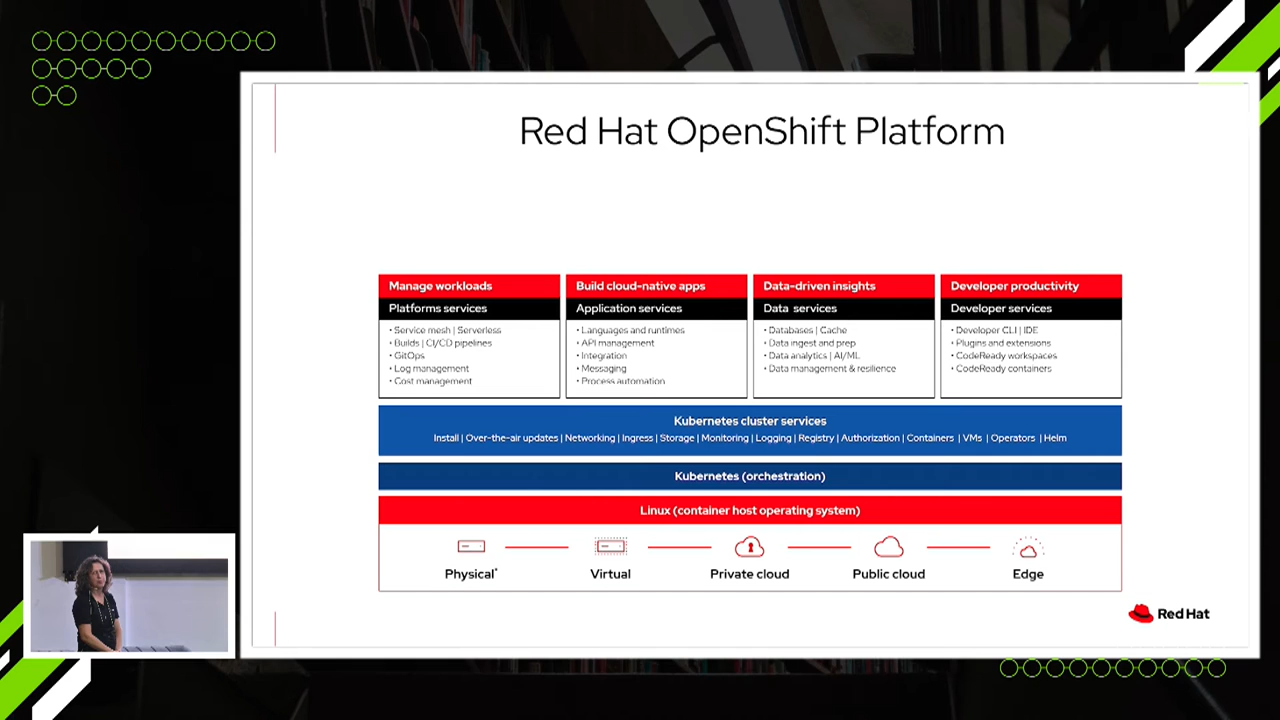 Red Hat OpenShift Platform
Manage workloads
Platforms services
• Service mesh | Serverless
• Builds | CI/CD pipelines
• GitOps
• Log management
• Cost management
Build cloud-native apps
Application services
• Languages and runtimes
• API management
• Integration
• Messaging
• Process automation
Data-driven insights
Data services
• Databases | Cache
• Data ingest and prep
• Data analytics | AI/ML
• Data management & resilience
Developer productivity
Developer services
• Developer CLI | IDE
• Plugins and extensions
• CodeReady workspaces
• CodeReady containers
Kubernetes cluster services
Install | Over-the-air updates | Networking | Ingress | Storage | Monitoring | Logging | Registry | Authorization | Containers | VMs | Operators | Helm
Kubernetes (orchestration)
Linux (container host operating system)
Physical* Virtual Private cloud Public cloud Edge
Red Hat